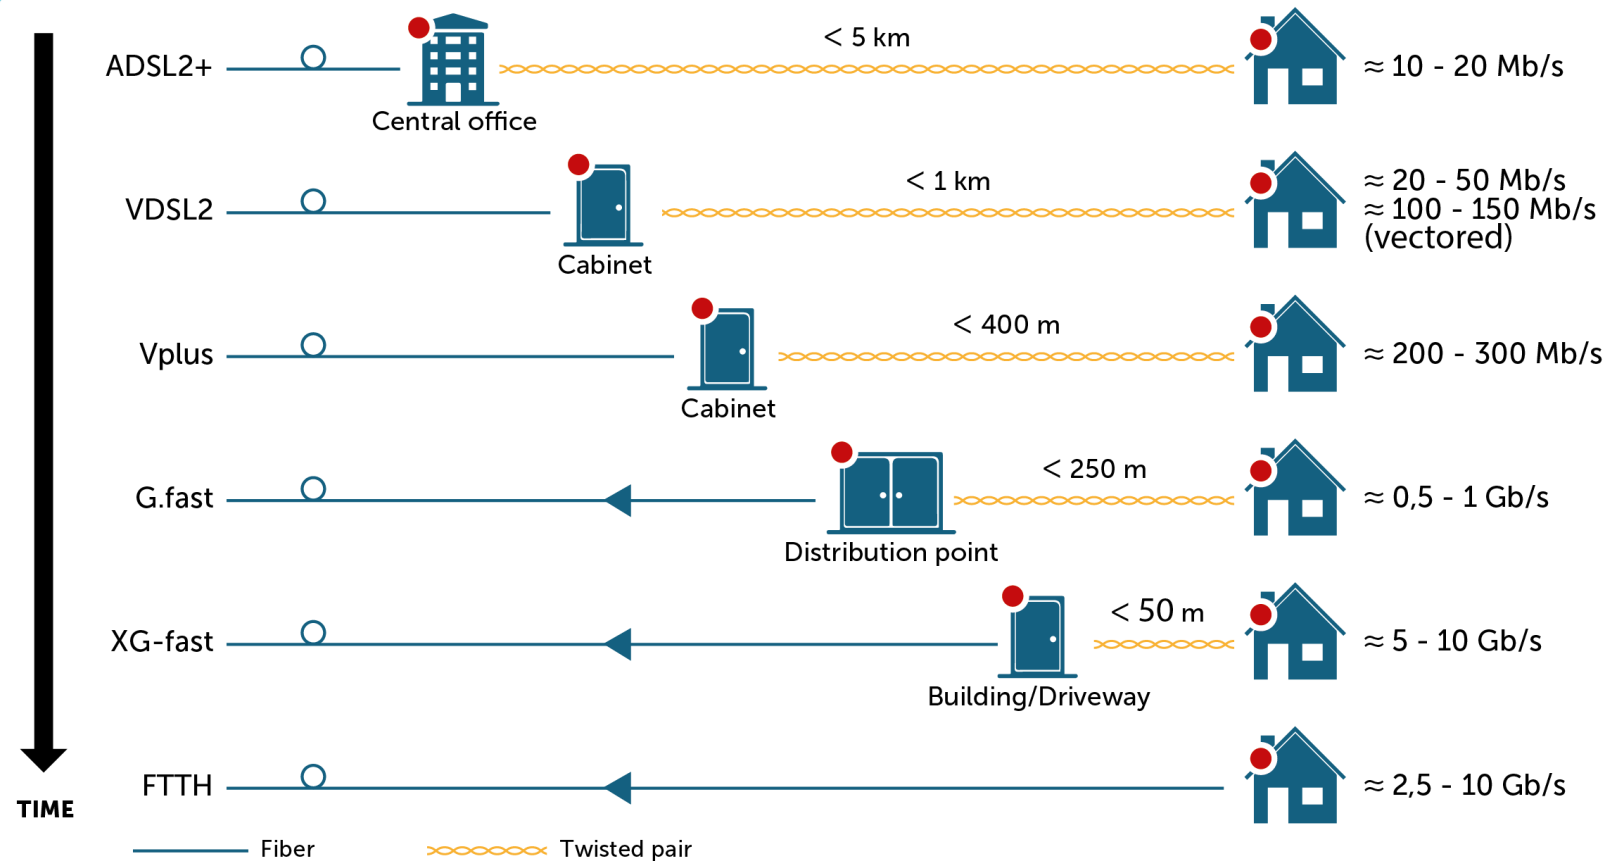 < 5 km
ADSL2+
≈ 10 - 20 Mb/s
Central office
< 1 km
VDSL2
≈ 20 - 50 Mb/s
≈ 100 - 150 Mb/s
(vectored)
Cabinet
< 400 m
Vplus
≈ 200 - 300 Mb/s
Cabinet
< 250 m
G.fast
≈ 0,5 - 1 Gb/s
Distribution point
< 50 m
XG-fast
≈ 5 - 10 Gb/s
Building/Driveway
FTTH
≈ 2,5 - 10 Gb/s
TIME
Fiber
Twisted pair